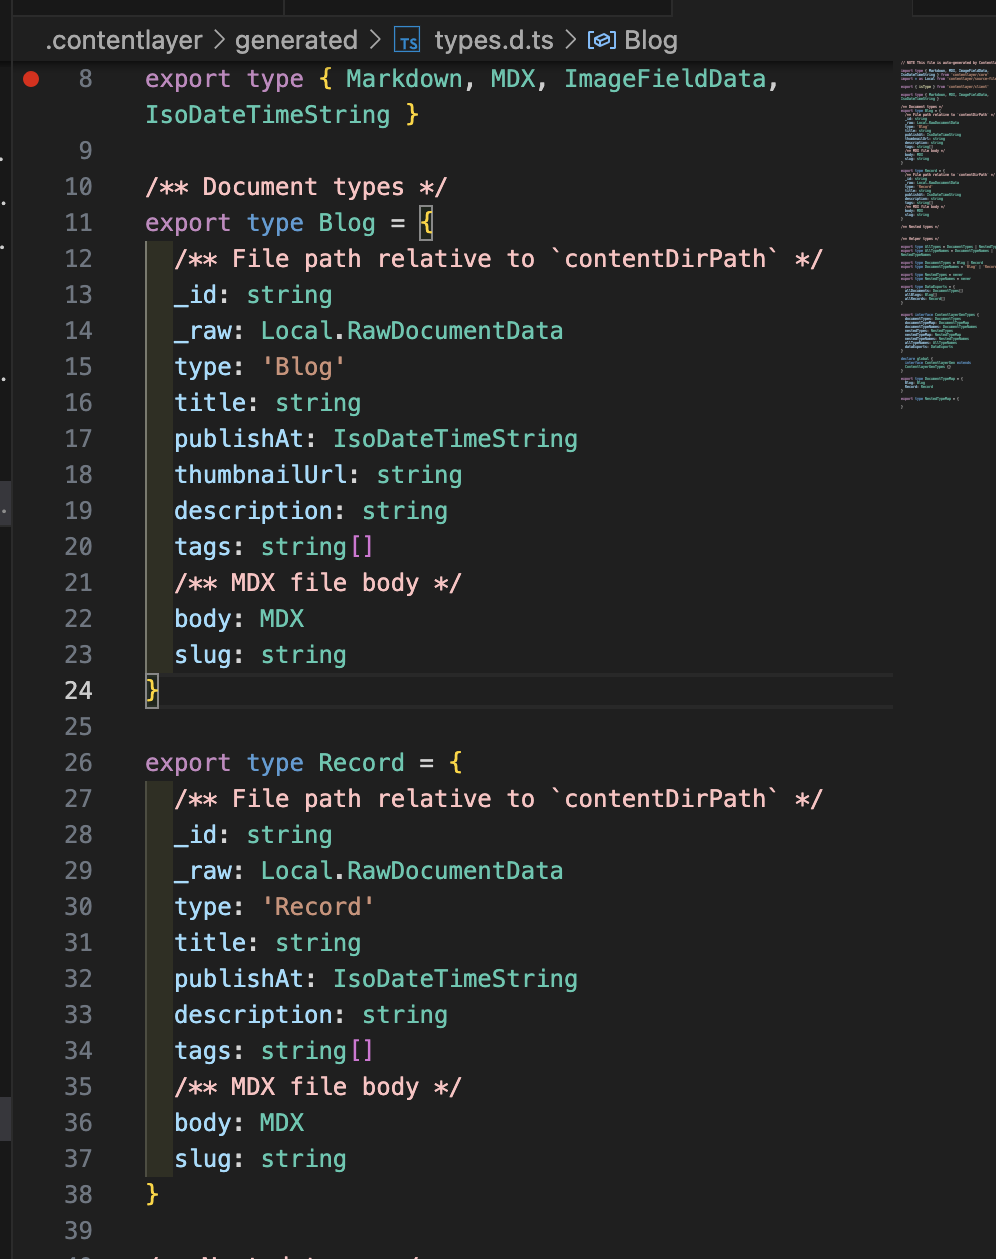 .contentlayer > generated > TS types.d.ts > Blog
8 export type { Markdown, MDX, ImageFieldData,
IsoDateTimeString }
9
10 /** Document types */
11 export type Blog = {
12 /** File path relative to `contentDirPath` */
13 _id: string
14 _raw: Local.RawDocumentData
15 type: 'Blog'
16 title: string
17 publishAt: IsoDateTimeString
18 thumbnailUrl: string
19 description: string
20 tags: string[]
21 /** MDX file body */
22 body: MDX
23 slug: string
24 }
25
26 export type Record = {
27 /** File path relative to `contentDirPath` */
28 _id: string
29 _raw: Local.RawDocumentData
30 type: 'Record'
31 title: string
32 publishAt: IsoDateTimeString
33 description: string
34 tags: string[]
35 /** MDX file body */
36 body: MDX
37 slug: string
38 }
39